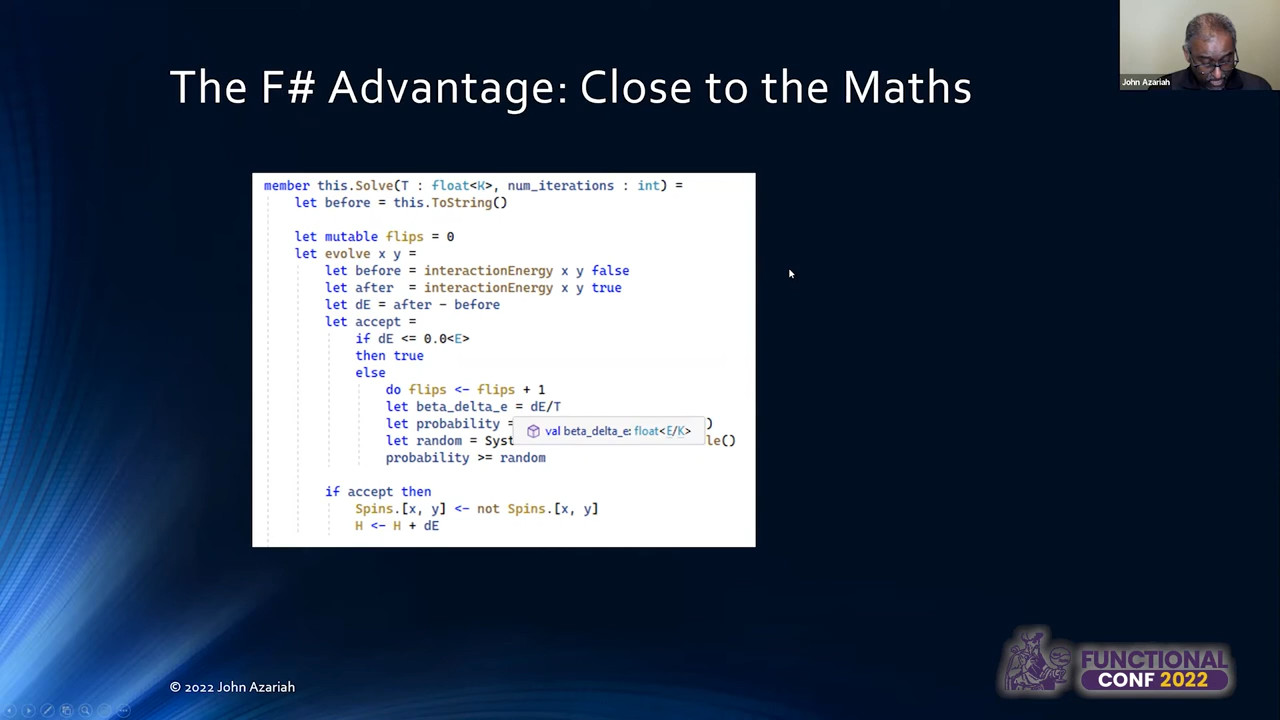 The F# Advantage: Close to the Maths
John Azariah
member this.Solve(T : float<K>, num_iterations : int) =
let before = this.ToString()
let mutable flips = 0
let evolve x y =
let before = interactionEnergy x y false
let after = interactionEnergy x y true
let dE = after - before
let accept =
if dE <= 0.0<E>
then true
else
do flips <- flips + 1
let beta_delta_e = dE/T
let probability = )
val beta_delta_e: float<E/K>
let random = Syst le()
probability >= random
if accept then
Spins.[x, y] <- not Spins.[x, y]
H <- H + dE
© 2022 John Azariah
FUNCTIONAL
CONF 2022